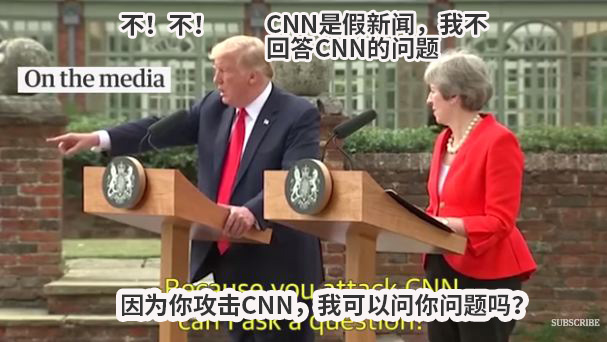 不！不！
CNN是假新闻，我不
回答CNN的问题
On the media
Because you attack CNN
因为你攻击CNN，我可以问你问题吗？
can I ask a question?
SUBSCRIBE